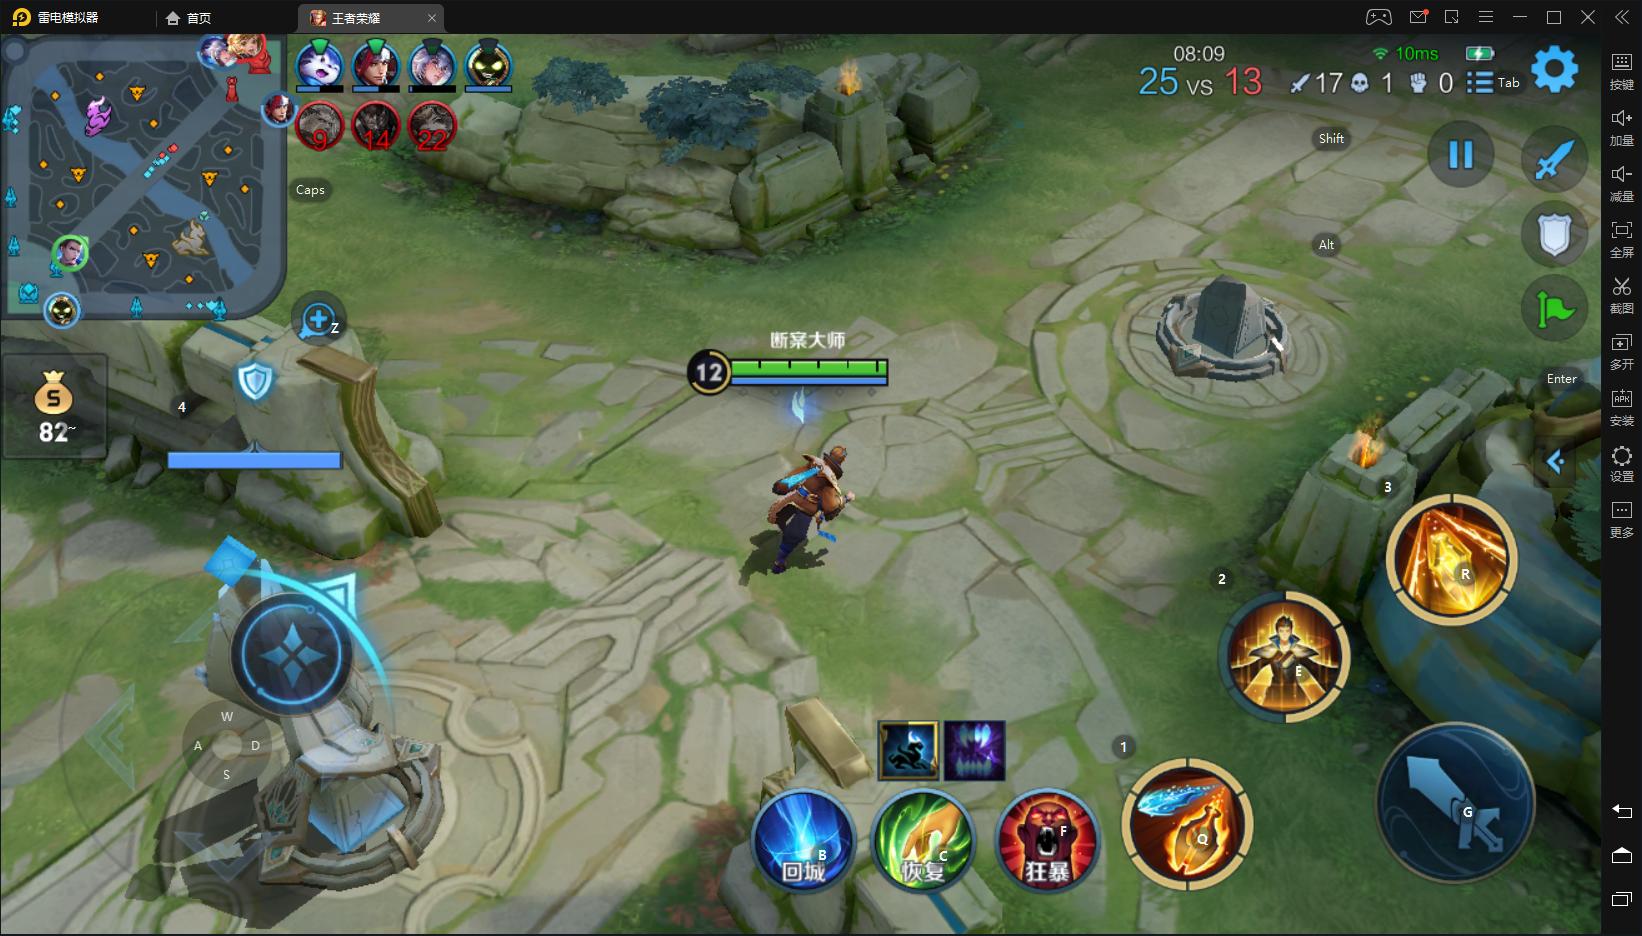 雷电模拟器
首页
王者荣耀
08:09
10ms
25 vs 13
17 1 0
Tab
9 14 22
Caps
Shift
Alt
Enter
Z
S
82~
4
断案大师
12
3
R
2
E
1
Q
G
W
A D
S
B
回城
C
恢复
F
狂暴
按键
加量
减量
全屏
截图
多开
APK
安装
设置
更多